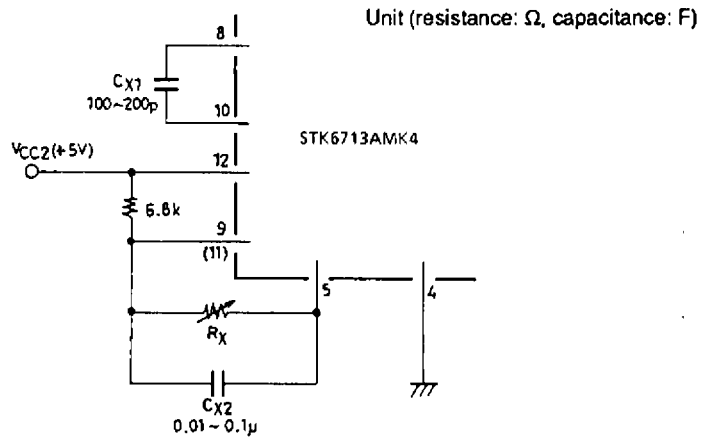 Unit (resistance: Ω, capacitance: F)
8
CX1
100~200p
10
STK6713AMK4
VCC2(+5V)
12
6.8k
9
(11)
5
4
RX
CX2
0.01~0.1μ